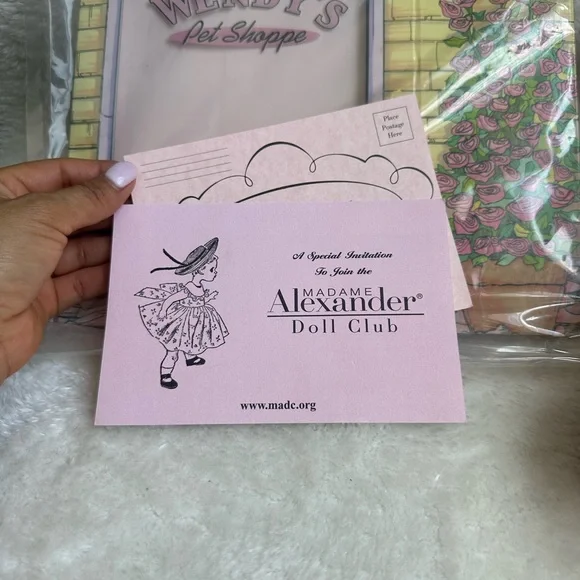 WENDY'S
Pet Shoppe
Place
Postage
Here
A Special Invitation
To Join the
MADAME
Alexander®
Doll Club
www.madc.org